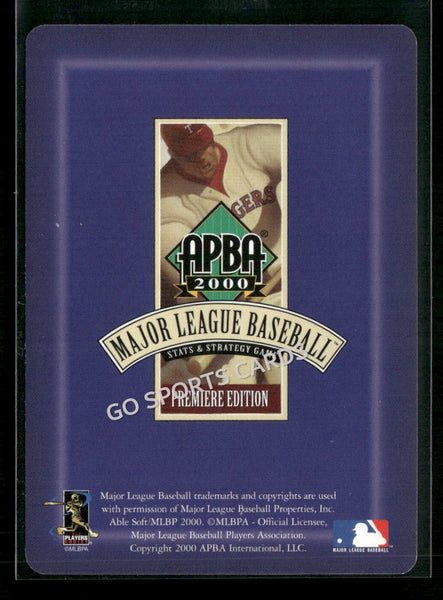 T
GERS
APBA®
2000
MAJOR LEAGUE BASEBALL™
STATS & STRATEGY GAME
GO SPORTS CARDS
PREMIERE EDITION
Major League Baseball trademarks and copyrights are used
with permission of Major League Baseball Properties, Inc.
Able Soft/MLBP 2000. ©MLBPA - Official Licensee,
Major League Baseball Players Association.
Copyright 2000 APBA International, LLC.
PLAYERS
©MLBPA
MAJOR LEAGUE BASEBALL